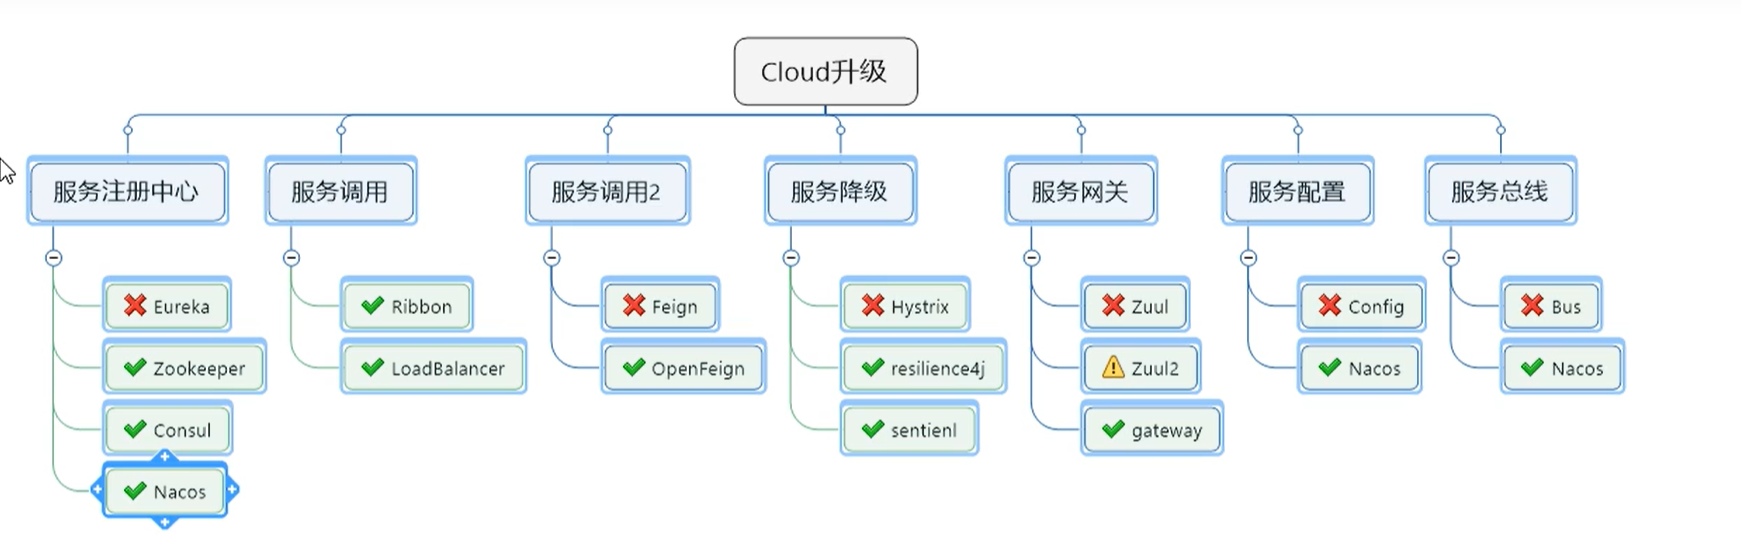 Cloud升级
服务注册中心
Eureka
Zookeeper
Consul
Nacos
服务调用
Ribbon
LoadBalancer
服务调用2
Feign
OpenFeign
服务降级
Hystrix
resilience4j
sentienl
服务网关
Zuul
Zuul2
gateway
服务配置
Config
Nacos
服务总线
Bus
Nacos